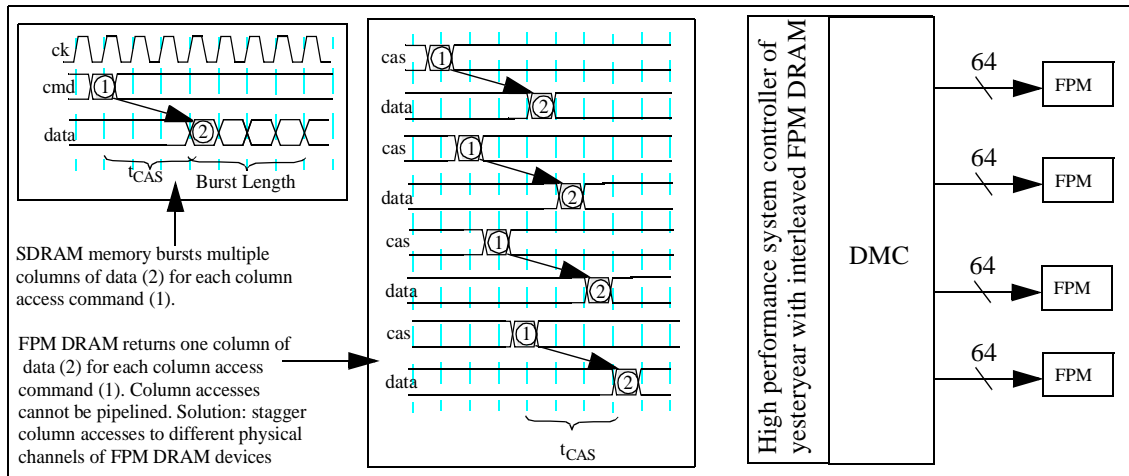 ck
cmd
1
data
2
t_CAS
Burst Length
SDRAM memory bursts multiple
columns of data (2) for each column
access command (1).
FPM DRAM returns one column of
data (2) for each column access
command (1). Column accesses
cannot be pipelined. Solution: stagger
column accesses to different physical
channels of FPM DRAM devices
cas
1
data
2
cas
1
data
2
cas
1
data
2
cas
1
data
2
t_CAS
High performance system controller of
yesteryear with interleaved FPM DRAM
DMC
64
FPM
64
FPM
64
FPM
64
FPM